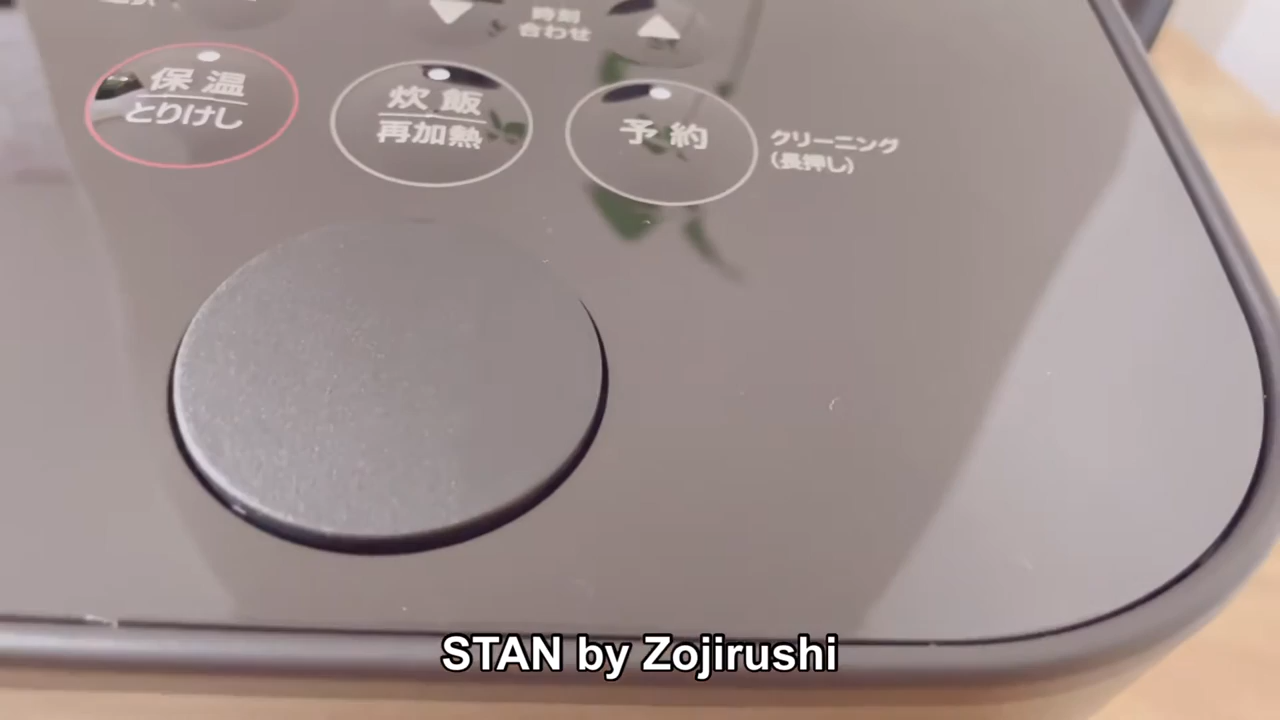 時刻
合わせ
保温
とりけし
炊飯
再加熱
予約
クリーニング
(長押し)
STAN by Zojirushi